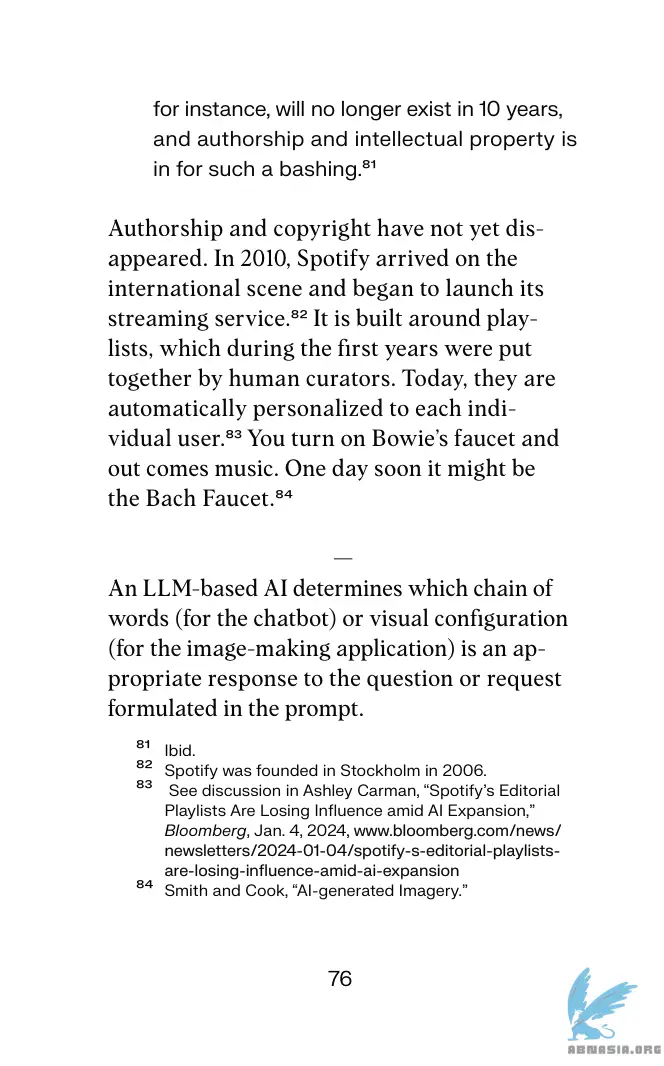 for instance, will no longer exist in 10 years,
and authorship and intellectual property is
in for such a bashing.⁸¹
Authorship and copyright have not yet dis-
appeared. In 2010, Spotify arrived on the
international scene and began to launch its
streaming service.⁸² It is built around play-
lists, which during the first years were put
together by human curators. Today, they are
automatically personalized to each indi-
vidual user.⁸³ You turn on Bowie’s faucet and
out comes music. One day soon it might be
the Bach Faucet.⁸⁴
—
An LLM-based AI determines which chain of
words (for the chatbot) or visual configuration
(for the image-making application) is an ap-
propriate response to the question or request
formulated in the prompt.
81 Ibid.
82 Spotify was founded in Stockholm in 2006.
83 See discussion in Ashley Carman, “Spotify’s Editorial
Playlists Are Losing Influence amid AI Expansion,”
Bloomberg, Jan. 4, 2024, www.bloomberg.com/news/
newsletters/2024-01-04/spotify-s-editorial-playlists-
are-losing-influence-amid-ai-expansion
84 Smith and Cook, “AI-generated Imagery.”
76
ABNASIA.ORG